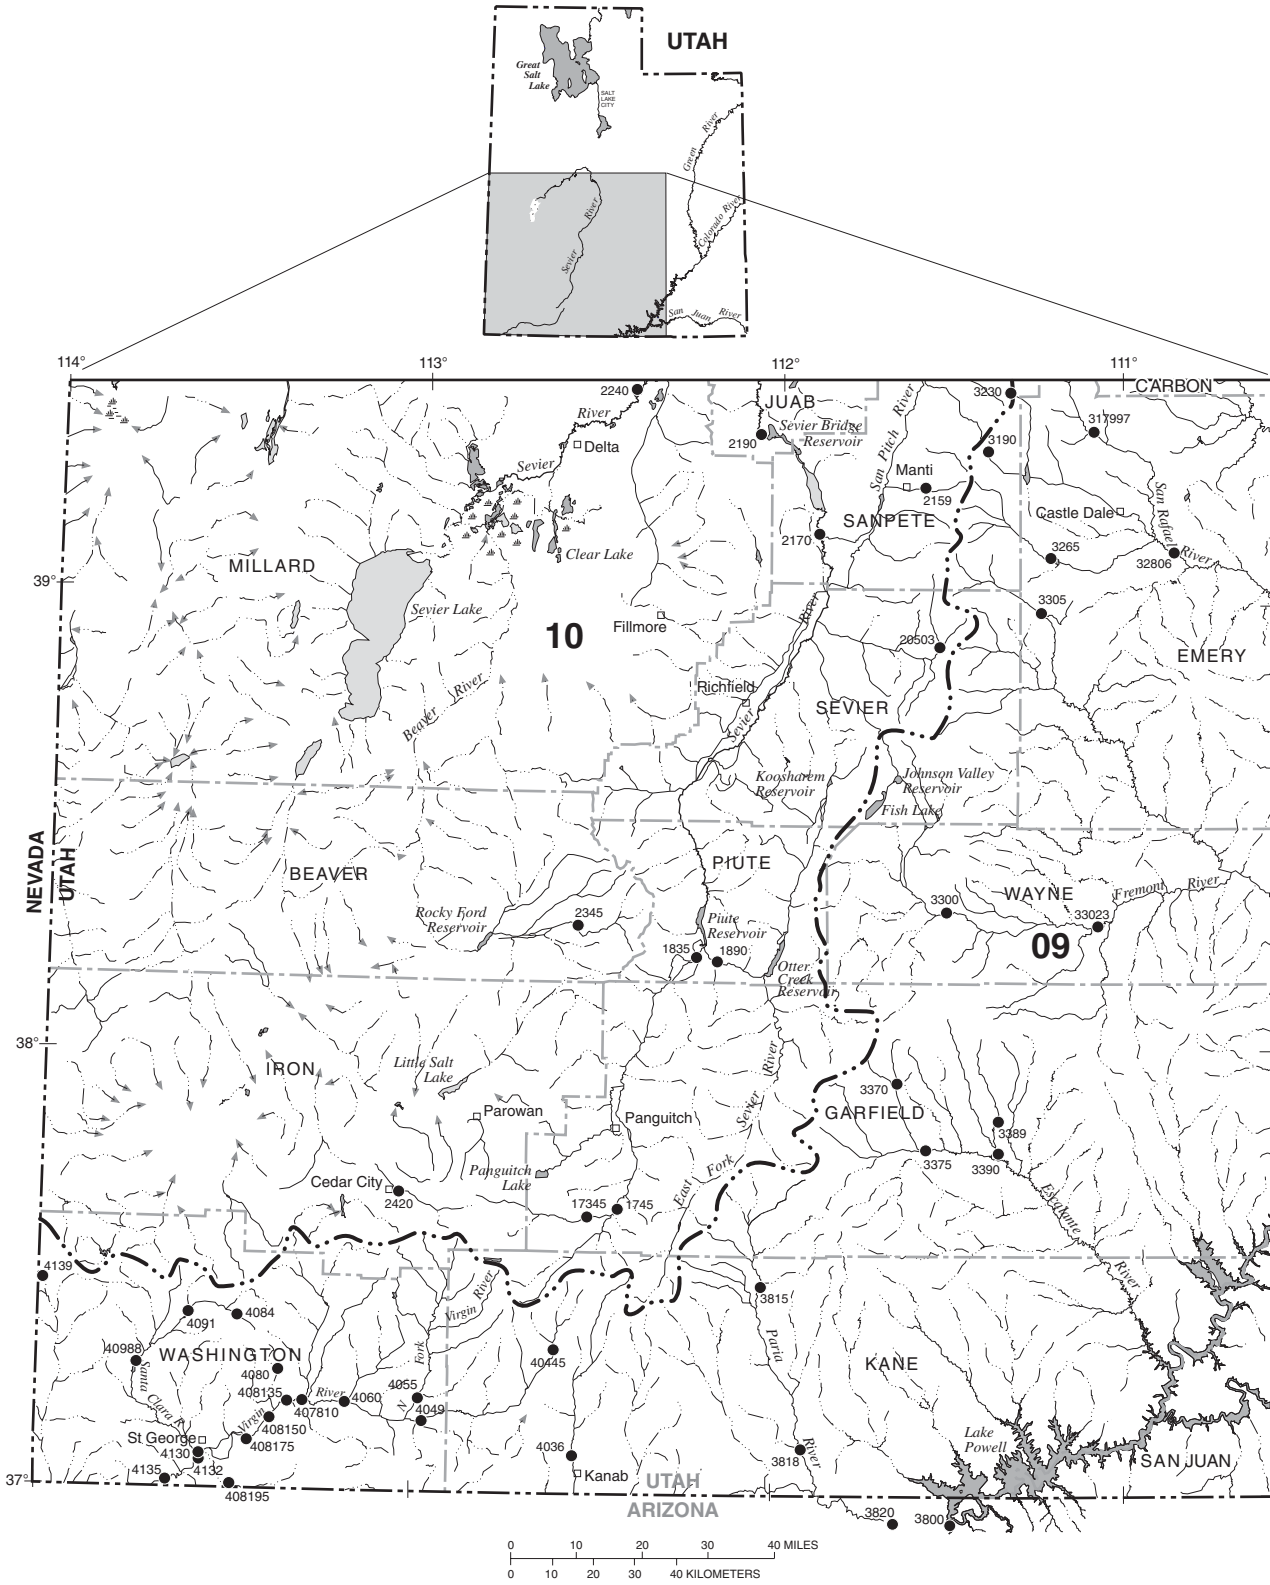 UTAH
Great
Salt
Lake
SALT
LAKE
CITY
Green
River
Colorado River
Sevier
River
San Juan River
114°
113°
112°
111°
2240
JUAB
3230
CARBON
River
Delta
2190
Sevier Bridge
Reservoir
San Pitch River
3190
317997
Sevier
Manti
2159
Castle Dale
San Rafael
River
SANPETE
2170
3265
32806
Clear Lake
MILLARD
39°
Sevier Lake
Fillmore
10
River
3305
20503
EMERY
Richfield
Sevier
SEVIER
Beaver River
Koosharem
Reservoir
Johnson Valley
Reservoir
Fish Lake
NEVADA
UTAH
BEAVER
PIUTE
WAYNE
Fremont River
Rocky Ford
Reservoir
2345
3300
33023
Piute
Reservoir
1835
1890
09
Otter
Creek
Reservoir
38°
IRON
Little Salt
Lake
River
3370
Parowan
Panguitch
Sevier
GARFIELD
3389
3375
3390
Panguitch
Lake
East Fork
Cedar City
2420
17345
1745
Escalante
River
4139
Virgin River
3815
4091
4084
40988
WASHINGTON
40445
Paria
River
KANE
4080
Santa
Clara R
408135
River
4060
4055
N Fork
407810
4049
Virgin
408150
St George
408175
4130
4132
4135
408195
4036
Kanab
3818
Lake
Powell
SAN JUAN
37°
UTAH
ARIZONA
3820
3800
0 10 20 30 40 MILES
0 10 20 30 40 KILOMETERS